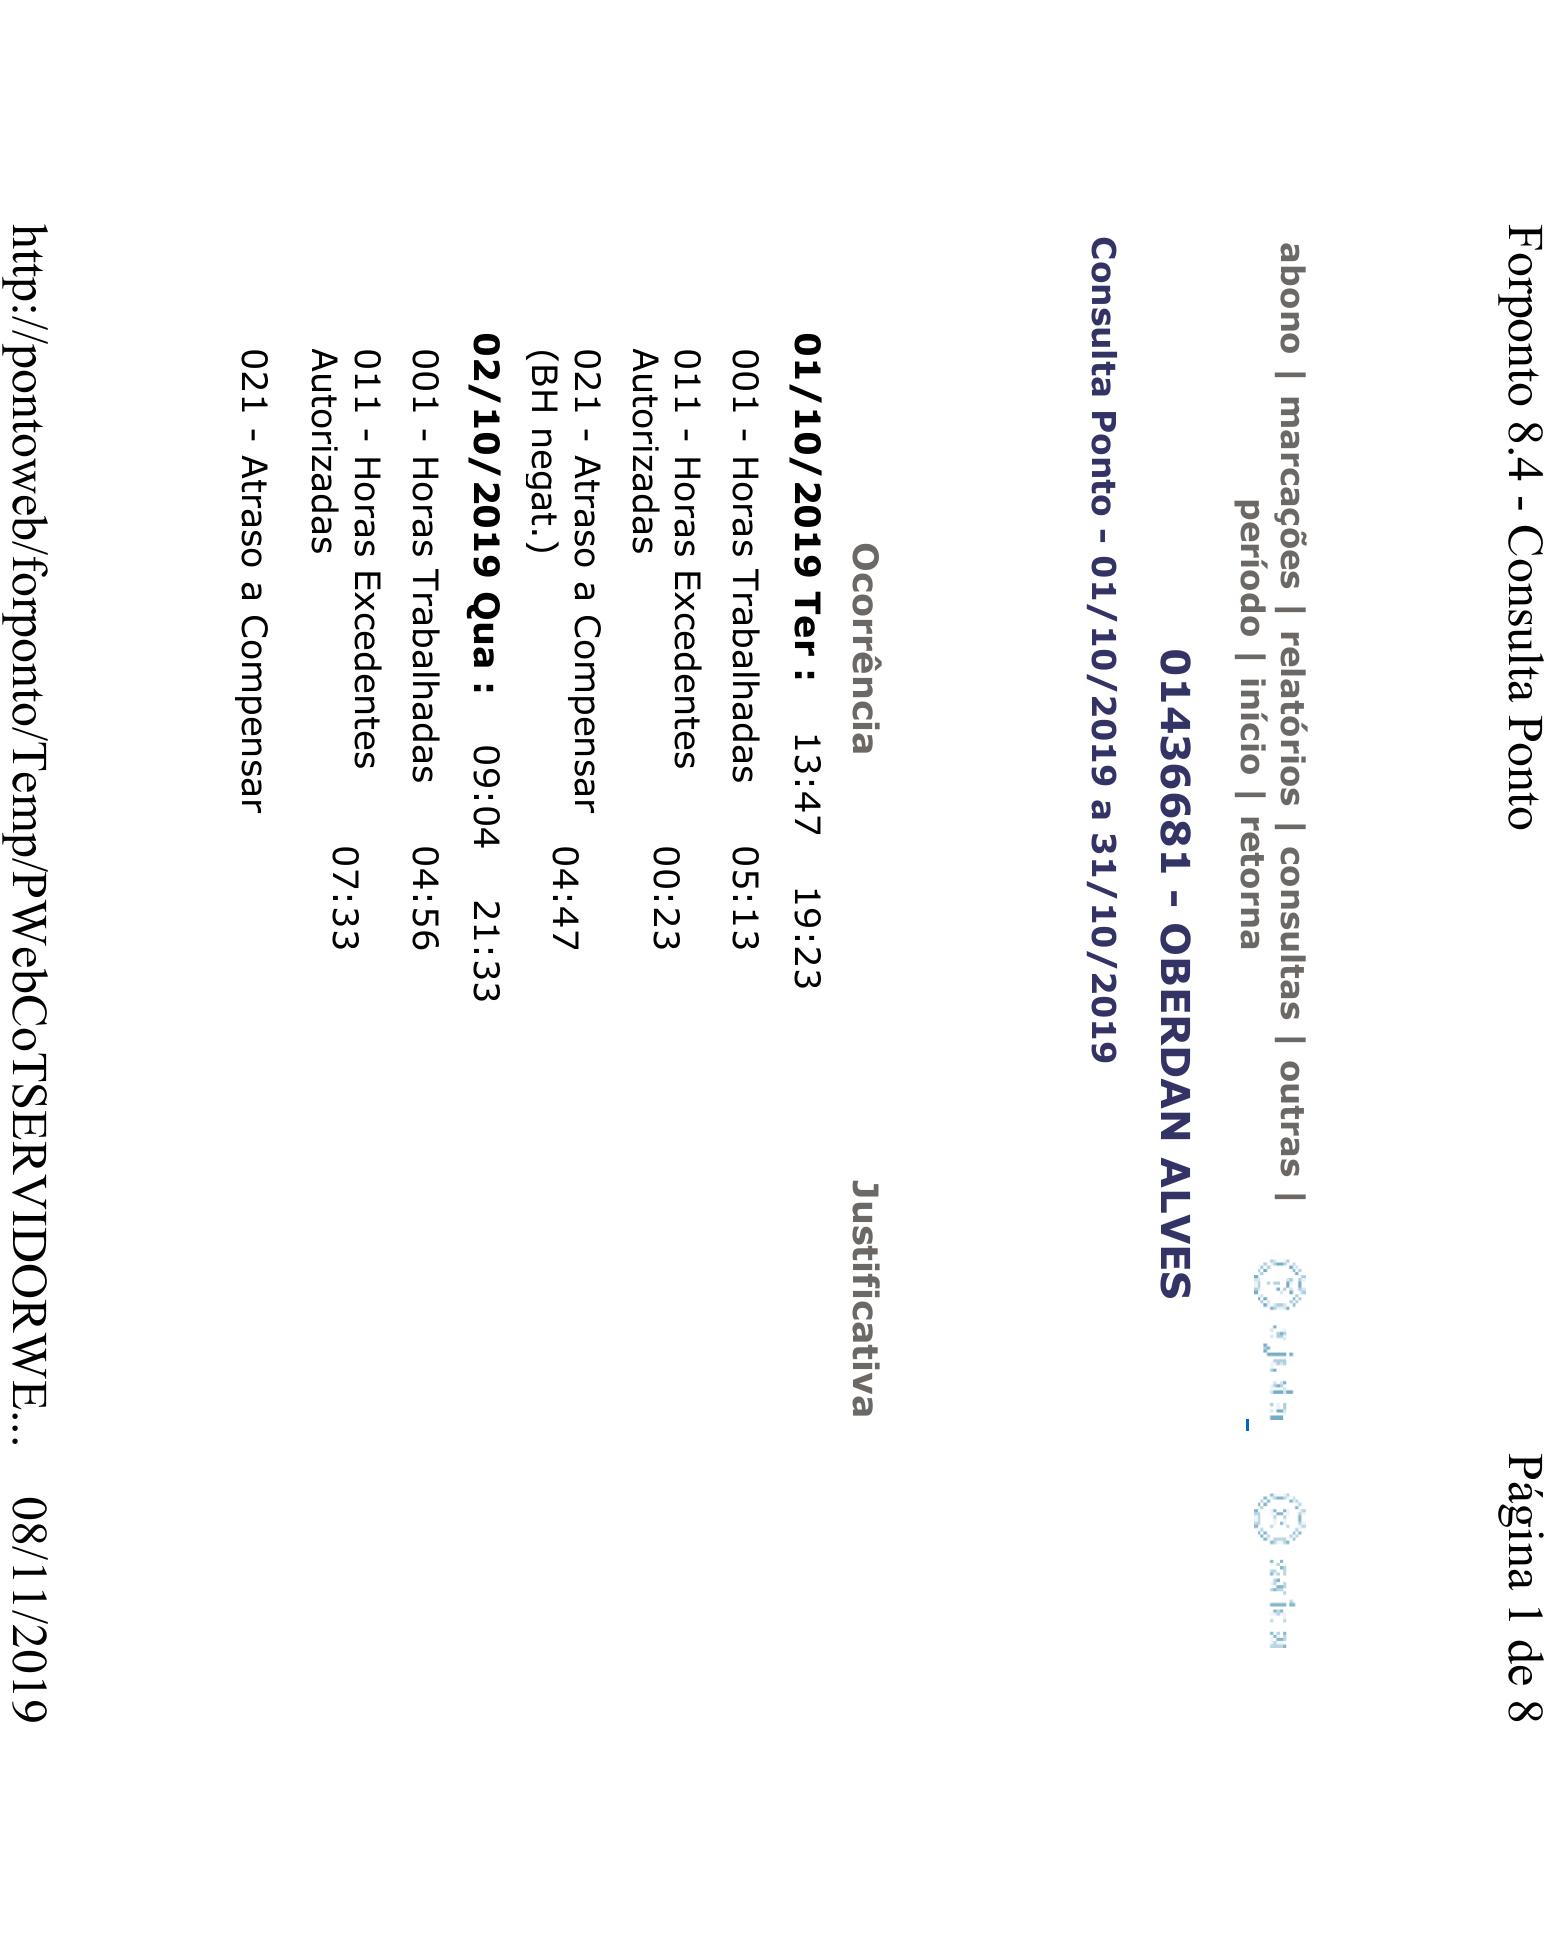 Forponto 8.4 - Consulta Ponto Página 1 de 8
abono | marcações | relatórios | consultas | outras |
período | início | retorna
01436681 - OBERDAN ALVES
Consulta Ponto - 01/10/2019 a 31/10/2019
Ocorrência Justificativa
01/10/2019 Ter : 13:47 19:23
001 - Horas Trabalhadas 05:13
011 - Horas Excedentes
Autorizadas 00:23
021 - Atraso a Compensar
(BH negat.) 04:47
02/10/2019 Qua : 09:04 21:33
001 - Horas Trabalhadas 04:56
011 - Horas Excedentes
Autorizadas 07:33
021 - Atraso a Compensar
http://pontoweb/forponto/Temp/PWebCoTSERVIDORWE... 08/11/2019